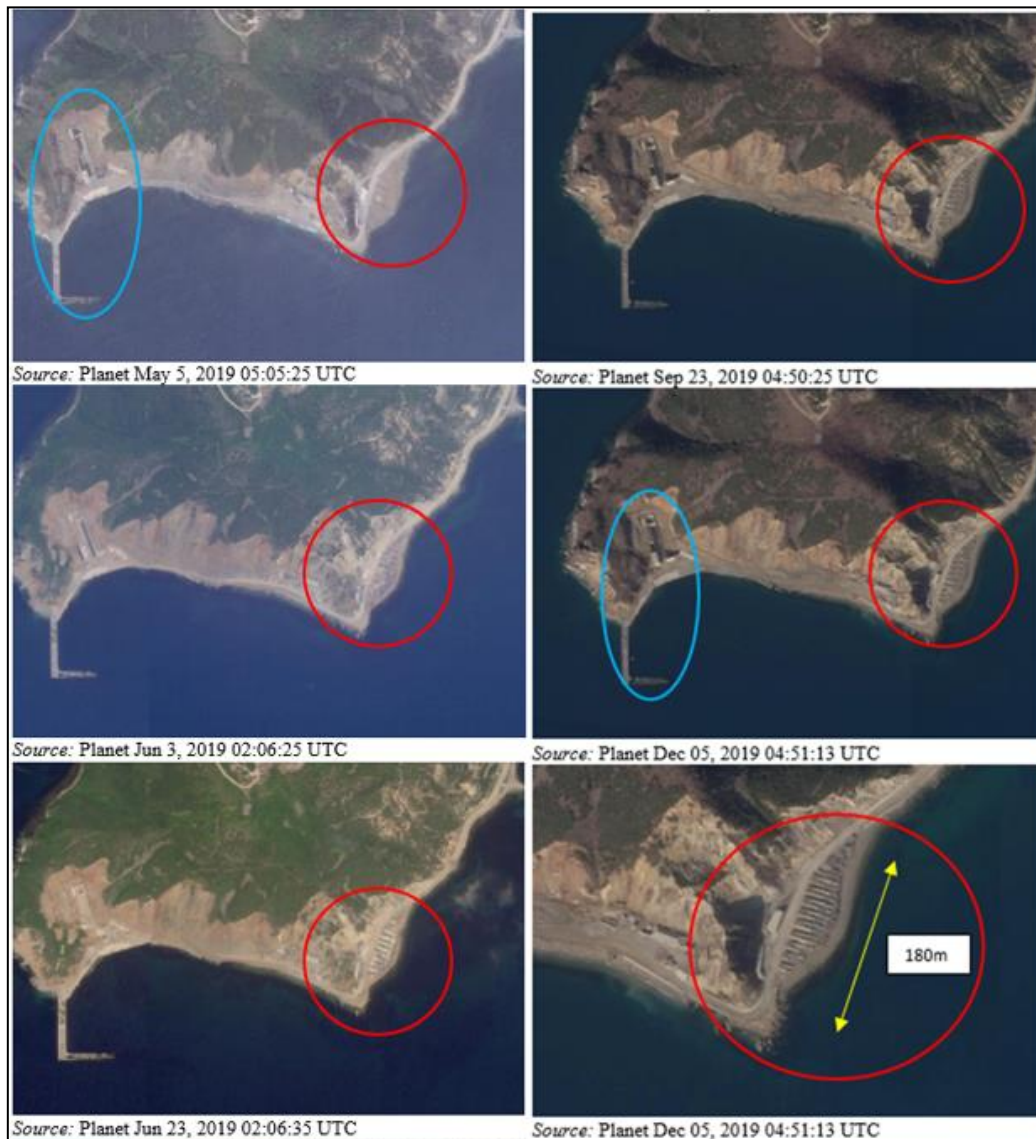 Source: Planet May 5, 2019 05:05:25 UTC
Source: Planet Sep 23, 2019 04:50:25 UTC
Source: Planet Jun 3, 2019 02:06:25 UTC
Source: Planet Dec 05, 2019 04:51:13 UTC
180m
Source: Planet Jun 23, 2019 02:06:35 UTC
Source: Planet Dec 05, 2019 04:51:13 UTC